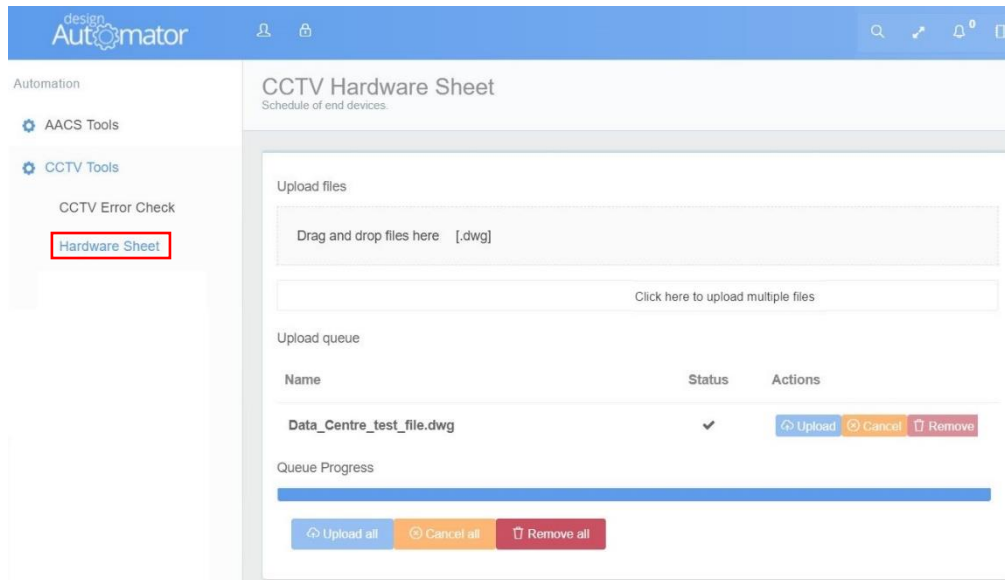 design
Automator
0
Automation
AACS Tools
CCTV Tools
CCTV Error Check
Hardware Sheet
CCTV Hardware Sheet
Schedule of end devices.
Upload files
Drag and drop files here [.dwg]
Click here to upload multiple files
Upload queue
Name Status Actions
Data_Centre_test_file.dwg Upload Cancel Remove
Queue Progress
Upload all Cancel all Remove all